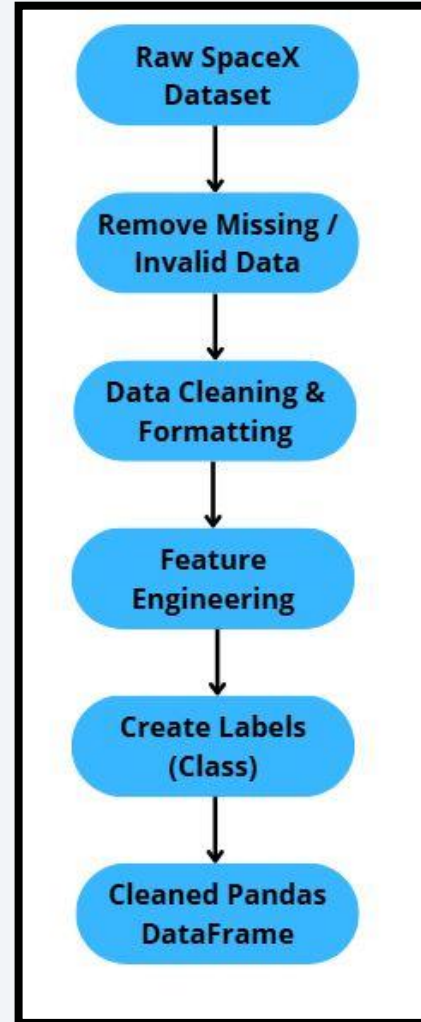 Raw SpaceX
Dataset
Remove Missing /
Invalid Data
Data Cleaning &
Formatting
Feature
Engineering
Create Labels
(Class)
Cleaned Pandas
DataFrame